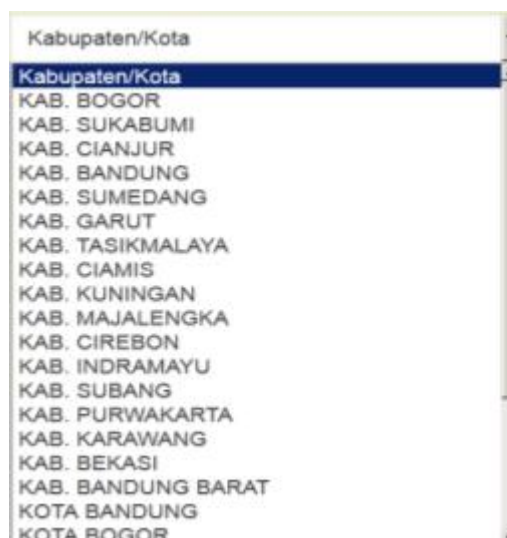 Kabupaten/Kota
Kabupaten/Kota
KAB. BOGOR
KAB. SUKABUMI
KAB. CIANJUR
KAB. BANDUNG
KAB. SUMEDANG
KAB. GARUT
KAB. TASIKMALAYA
KAB. CIAMIS
KAB. KUNINGAN
KAB. MAJALENGKA
KAB. CIREBON
KAB. INDRAMAYU
KAB. SUBANG
KAB. PURWAKARTA
KAB. KARAWANG
KAB. BEKASI
KAB. BANDUNG BARAT
KOTA BANDUNG
KOTA BOGOR